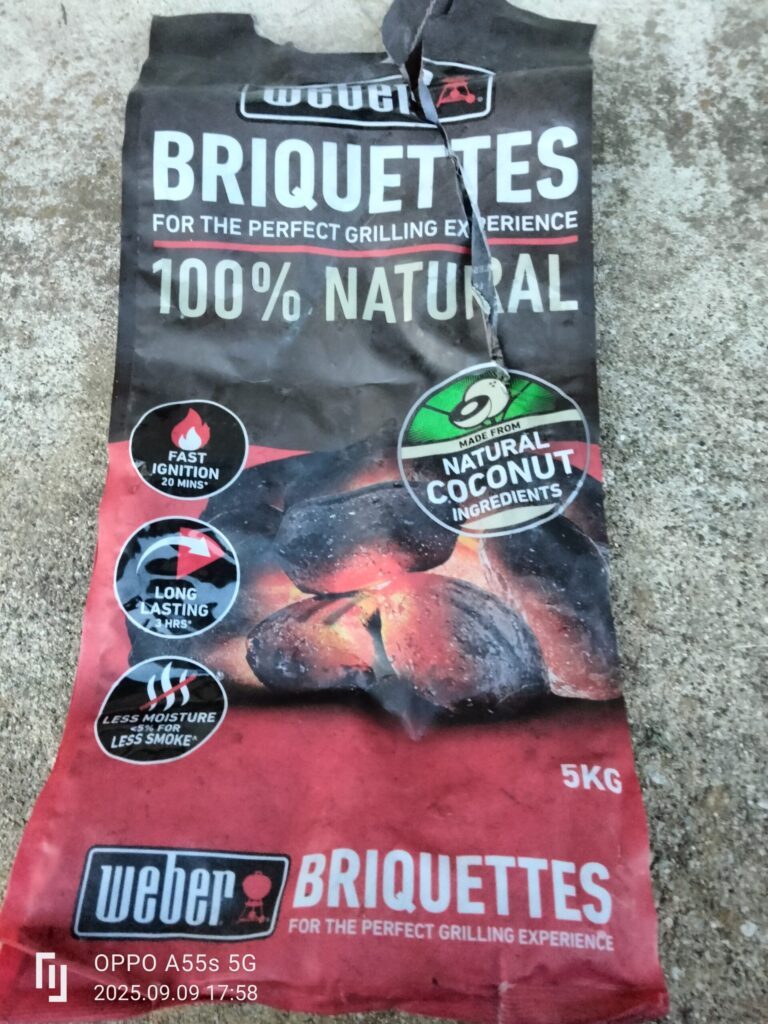 weber
BRIQUETTES
FOR THE PERFECT GRILLING EXPERIENCE
100% NATURAL
MADE FROM
NATURAL
COCONUT
INGREDIENTS
FAST
IGNITION
20 MINS*
LONG
LASTING
3 HRS*
LESS MOISTURE
<5% FOR
LESS SMOKE^
5KG
weber
BRIQUETTES
FOR THE PERFECT GRILLING EXPERIENCE
OPPO A55s 5G
2025.09.09 17:58